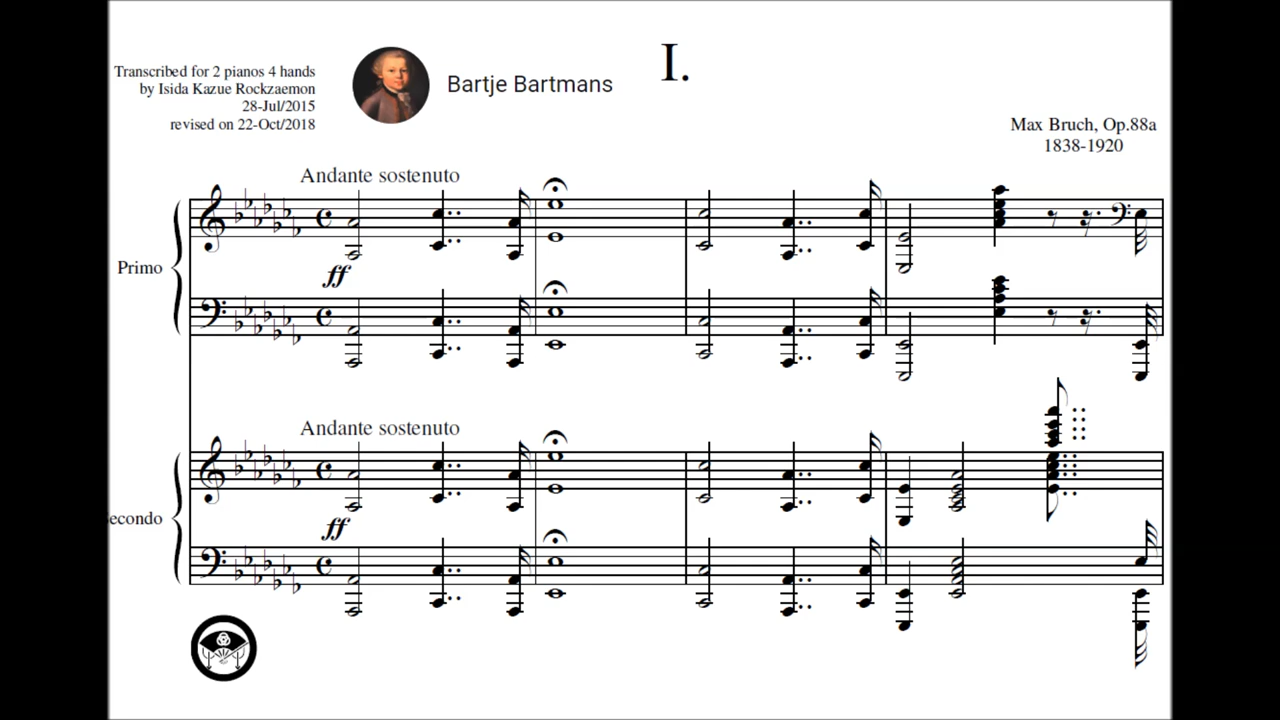 I.
Transcribed for 2 pianos 4 hands
by Isida Kazue Rockzaemon
28-Jul/2015
revised on 22-Oct/2018
Bartje Bartmans
Max Bruch, Op.88a
1838-1920
Andante sostenuto
Primo
ff
Andante sostenuto
econdo
ff